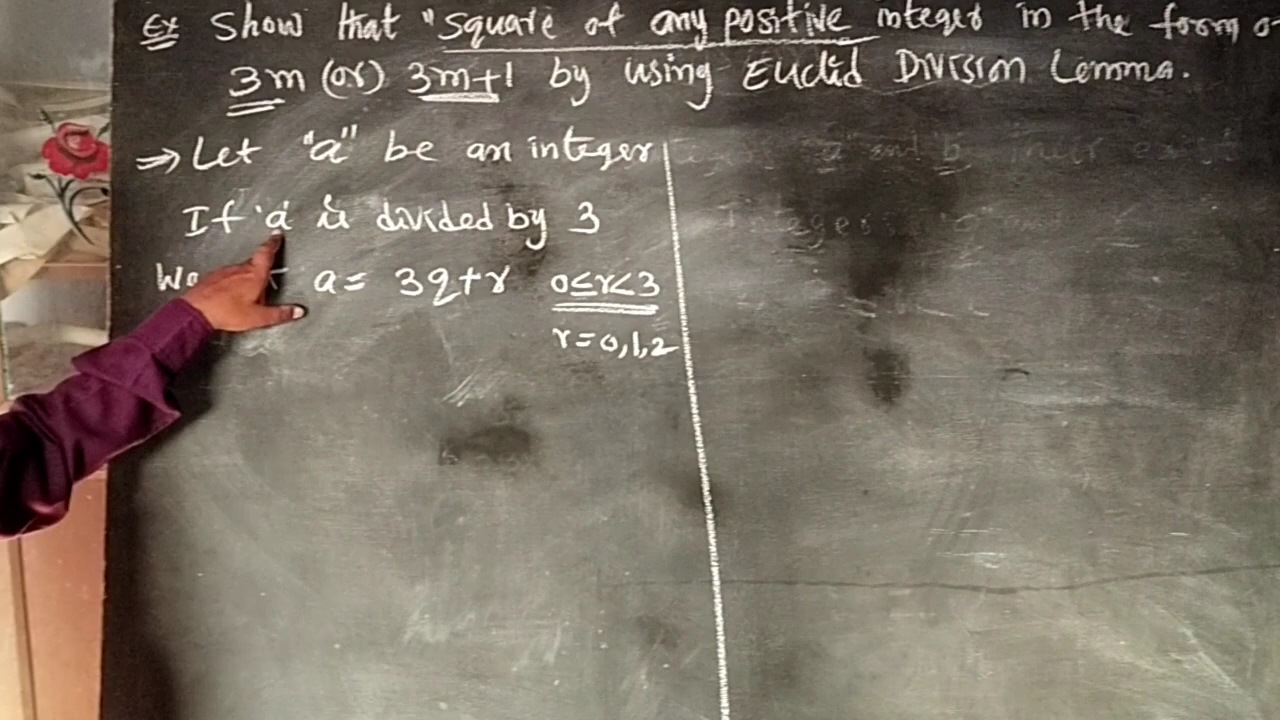 Ex Show that "Square of any positive integer in the form o
3m (or) 3m+1 by using Euclid Division Lemma.
⇒ Let "a" be an integer
If 'a' is divided by 3
We a = 3q+r 0≤r<3
r=0,1,2